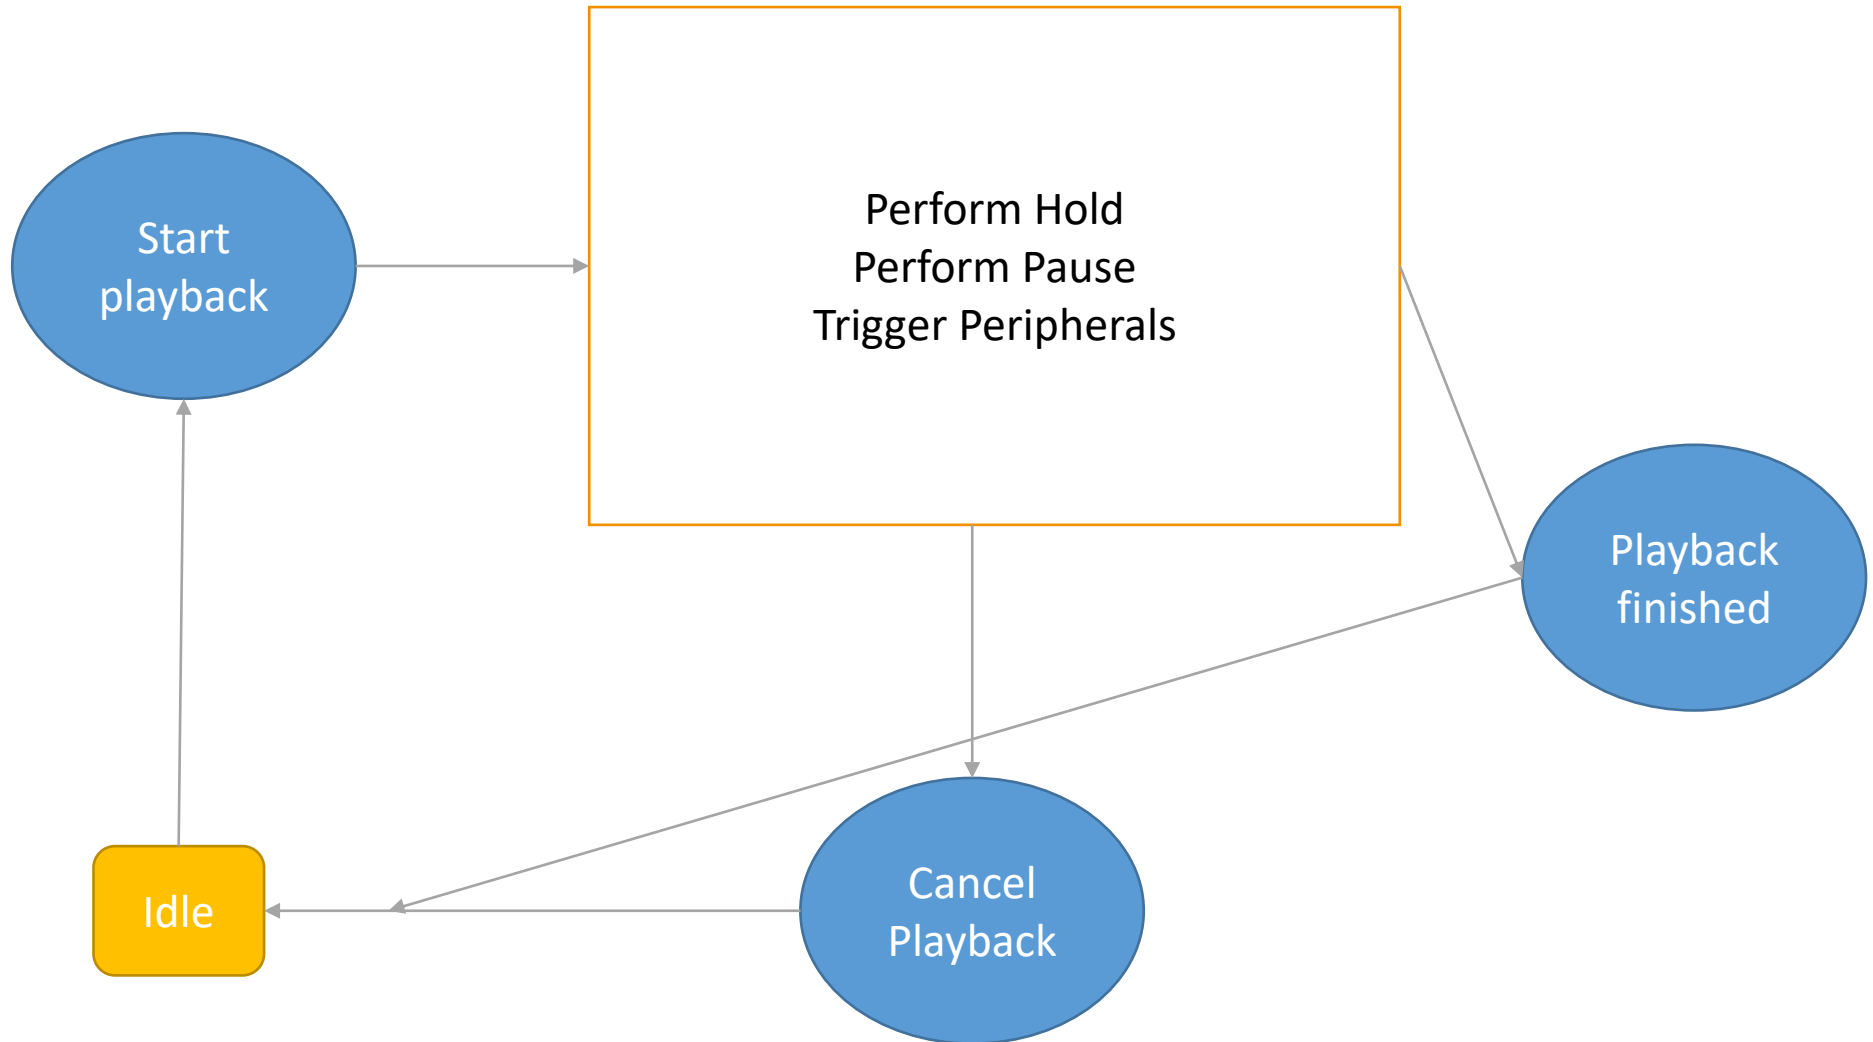 Start
playback
Perform Hold
Perform Pause
Trigger Peripherals
Playback
finished
Cancel
Playback
Idle